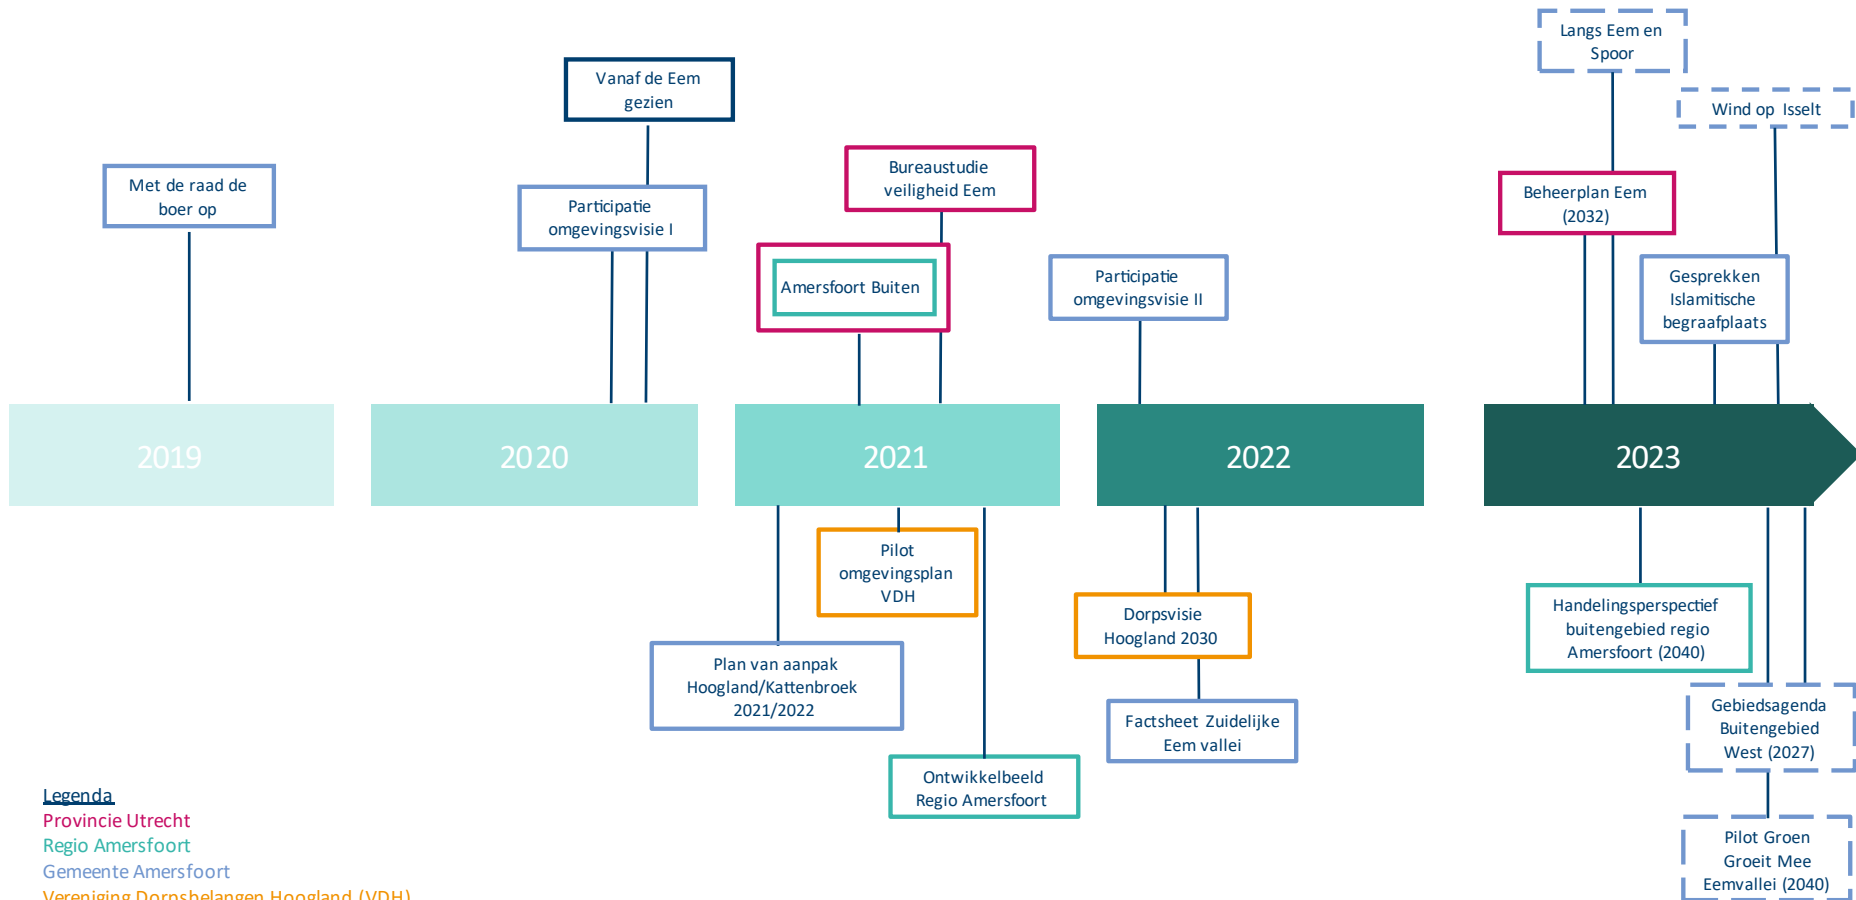 Langs Eem en
Spoor
Vanaf de Eem
gezien
Wind op Isselt
Met de raad de
boer op
Bureaustudie
veiligheid Eem
Participatie
omgevingsvisie I
Beheerplan Eem
(2032)
Amersfoort Buiten
Participatie
omgevingsvisie II
Gesprekken
Islamitische
begraafplaats
2019
2020
2021
2022
2023
Pilot
omgevingsplan
VDH
Plan van aanpak
Hoogland/Kattenbroek
2021/2022
Ontwikkelbeeld
Regio Amersfoort
Dorpsvisie
Hoogland 2030
Factsheet Zuidelijke
Eem vallei
Handelingsperspectief
buitengebied regio
Amersfoort (2040)
Gebiedsagenda
Buitengebied
West (2027)
Pilot Groen
Groeit Mee
Eemvallei (2040)
Legenda
Provincie Utrecht
Regio Amersfoort
Gemeente Amersfoort
Vereniging Dorpsbelangen Hoogland (VDH)